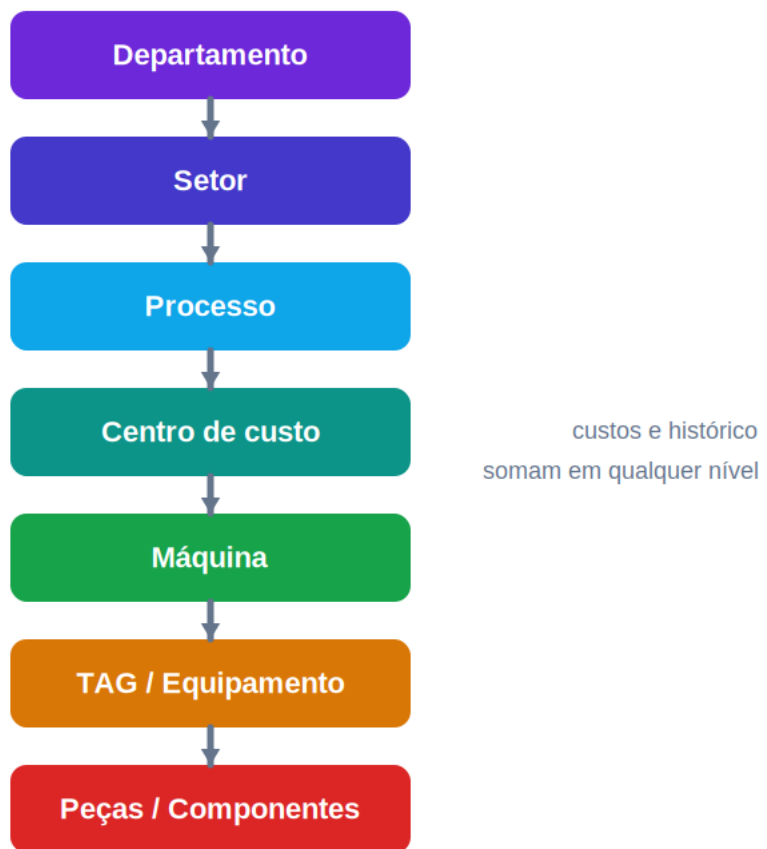 Departamento
Setor
Processo
Centro de custo
custos e histórico
somam em qualquer nível
Máquina
TAG / Equipamento
Peças / Componentes